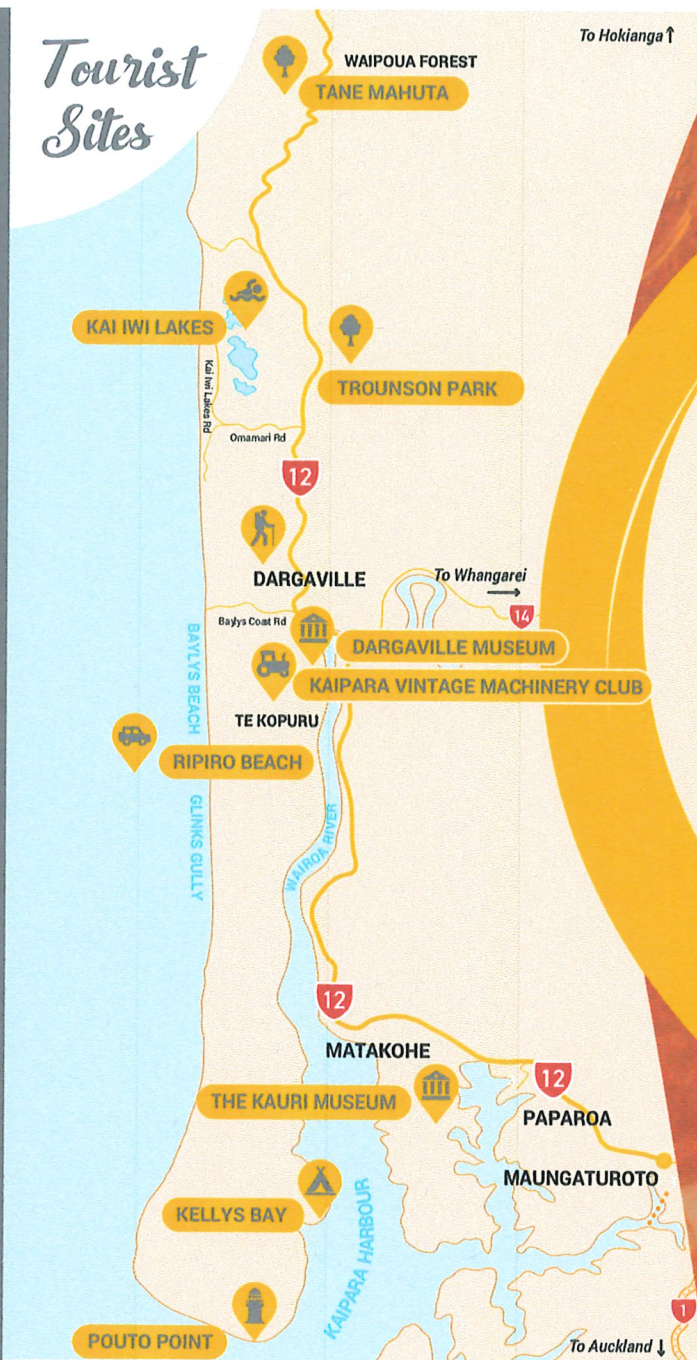 Tourist
Sites
To Hokianga
WAIPOUA FOREST
TANE MAHUTA
KAI IWI LAKES
TROUNSON PARK
Kai Iwi Lakes Rd
Omamari Rd
12
DARGAVILLE
To Whangarei
14
Baylys Coast Rd
DARGAVILLE MUSEUM
KAIPARA VINTAGE MACHINERY CLUB
BAYLYS BEACH
TE KOPURU
RIPIRO BEACH
GLINKS GULLY
WAIROA RIVER
12
MATAKOHE
12
THE KAURI MUSEUM
PAPAROA
MAUNGATUROTO
KELLYS BAY
KAIPARA HARBOUR
1
POUTO POINT
To Auckland